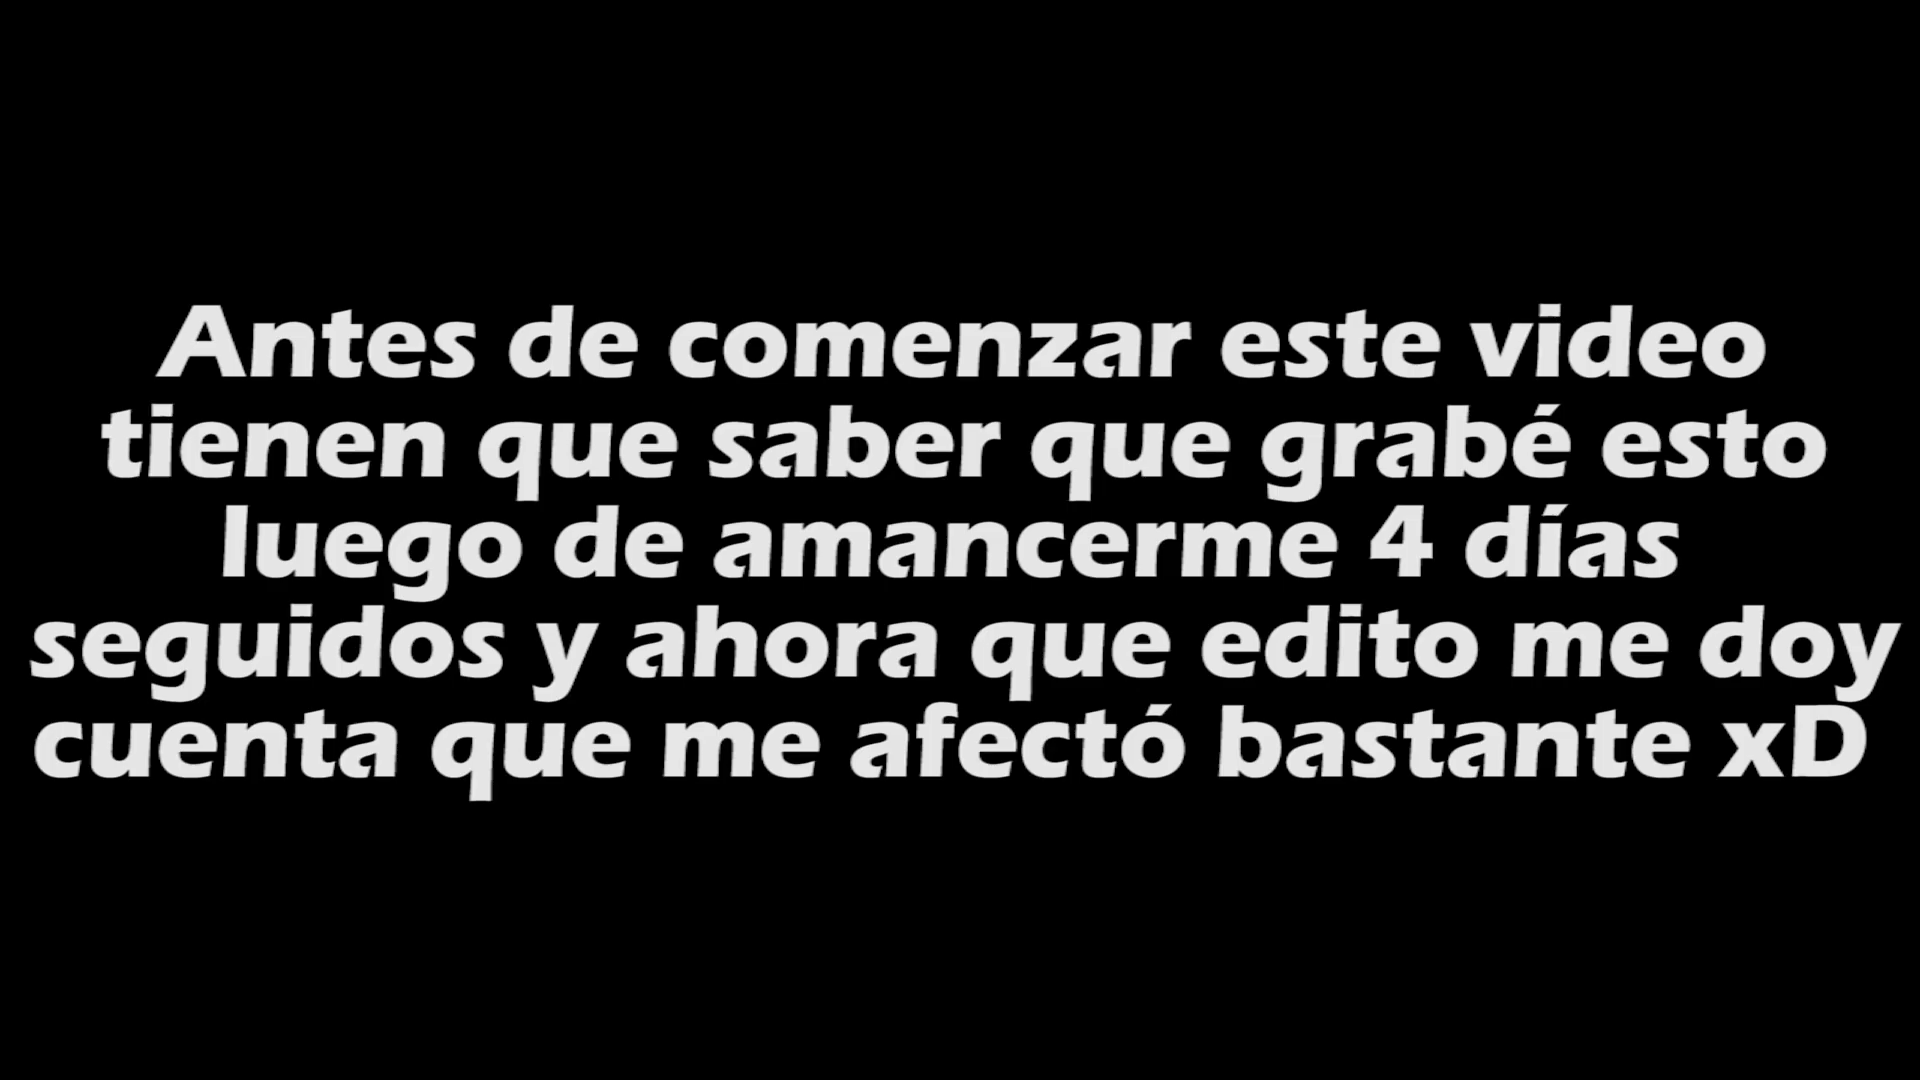 Antes de comenzar este video
tienen que saber que grabé esto
luego de amancerme 4 días
seguidos y ahora que edito me doy
cuenta que me afectó bastante xD